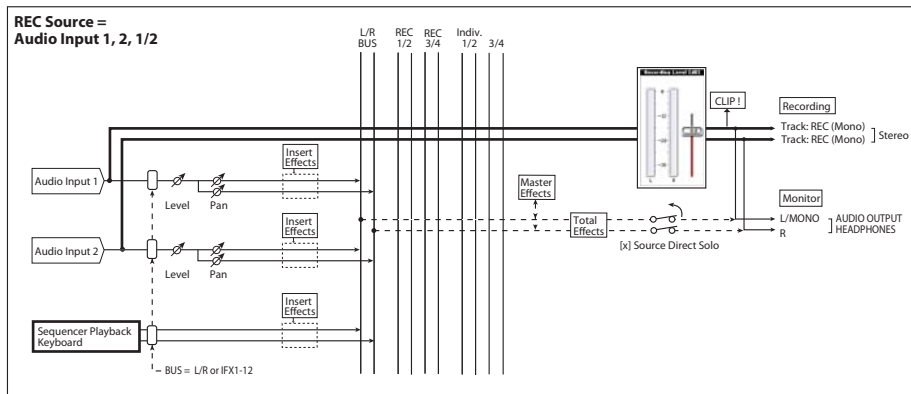 REC Source =
Audio Input 1, 2, 1/2
L/R
BUS
REC
1/2
REC
3/4
Indiv.
1/2
3/4
CLIP !
Recording
Track: REC (Mono)
Track: REC (Mono)
Stereo
Audio Input 1
Level
Pan
Insert
Effects
Master
Effects
Total
Effects
[x] Source Direct Solo
Monitor
L/MONO
R
AUDIO OUTPUT
HEADPHONES
Audio Input 2
Level
Pan
Insert
Effects
Sequencer Playback
Keyboard
Insert
Effects
BUS = L/R or IFX1-12